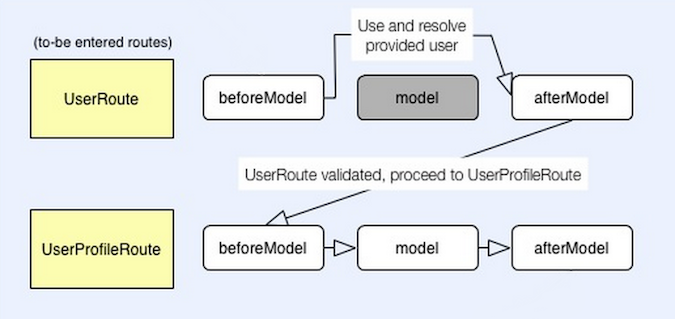 Use and resolve
provided user
(to-be entered routes)
UserRoute
beforeModel
model
afterModel
UserRoute validated, proceed to UserProfileRoute
UserProfileRoute
beforeModel
model
afterModel